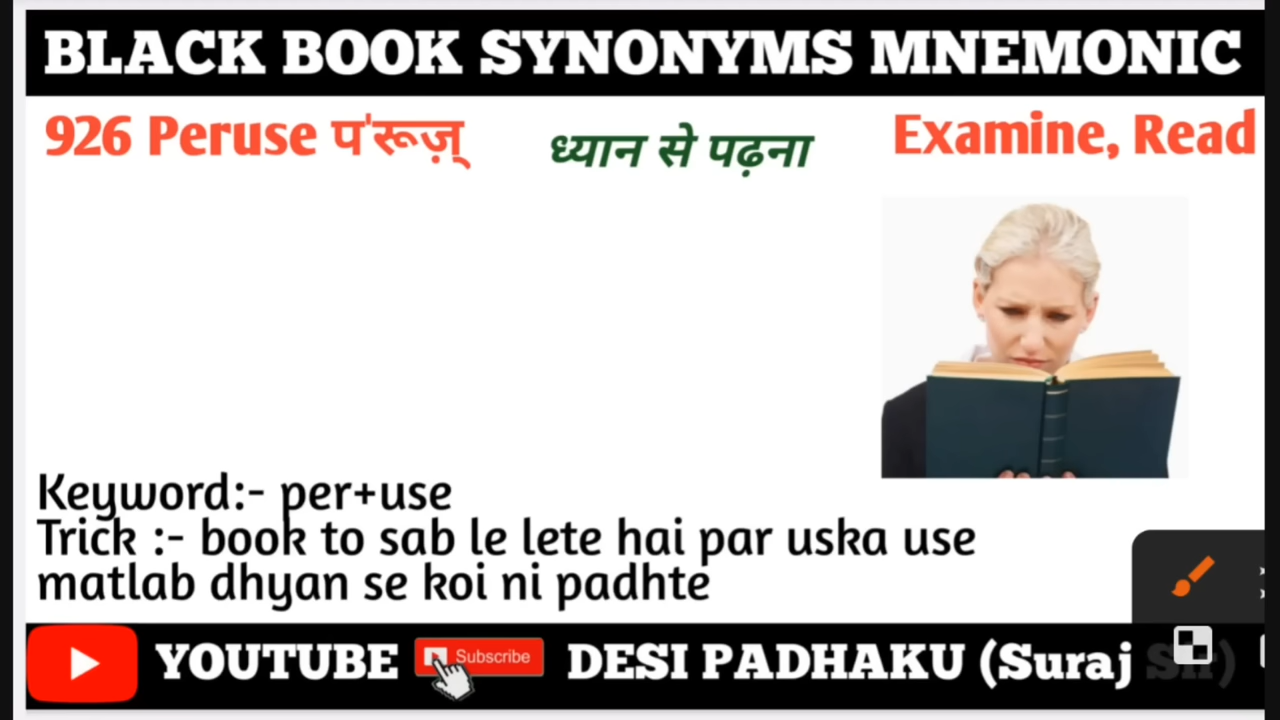 BLACK BOOK SYNONYMS MNEMONIC
926 Peruse प'रूज़् ध्यान से पढ़ना Examine, Read
Keyword:- per+use
Trick :- book to sab le lete hai par uska use
matlab dhyan se koi ni padhte
YOUTUBE Subscribe DESI PADHAKU (Suraj Sir)